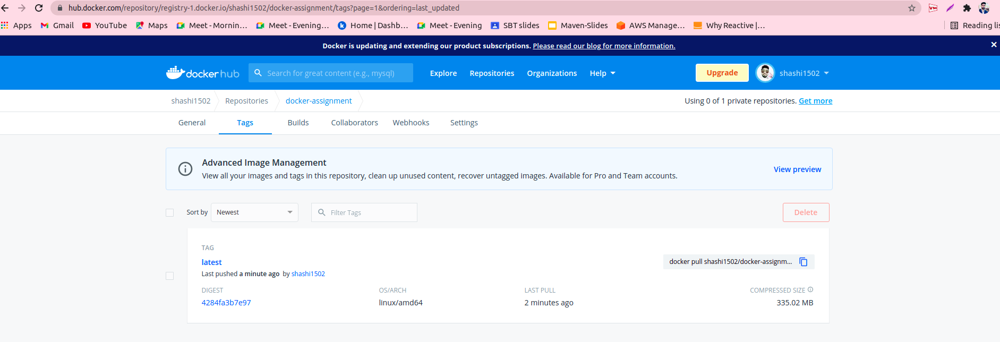 hub.docker.com/repository/registry-1.docker.io/shashi1502/docker-assignment/tags?page=1&ordering=last_updated
Apps Gmail YouTube Maps Meet - Mornin... Meet - Evening... Home | Dashb... Meet - Evening SBT slides Maven-Slides AWS Manage... Why Reactive |... Reading lis
Docker is updating and extending our product subscriptions. Please read our blog for more information.
docker hub Search for great content (e.g., mysql) Explore Repositories Organizations Help Upgrade shashi1502
shashi1502 Repositories docker-assignment Using 0 of 1 private repositories. Get more
General Tags Builds Collaborators Webhooks Settings
Advanced Image Management
View all your images and tags in this repository, clean up unused content, recover untagged images. Available for Pro and Team accounts.
View preview
Sort by Newest Filter Tags Delete
TAG
latest
docker pull shashi1502/docker-assignm...
Last pushed a minute ago by shashi1502
DIGEST OS/ARCH LAST PULL COMPRESSED SIZE
4284fa3b7e97 linux/amd64 2 minutes ago 335.02 MB